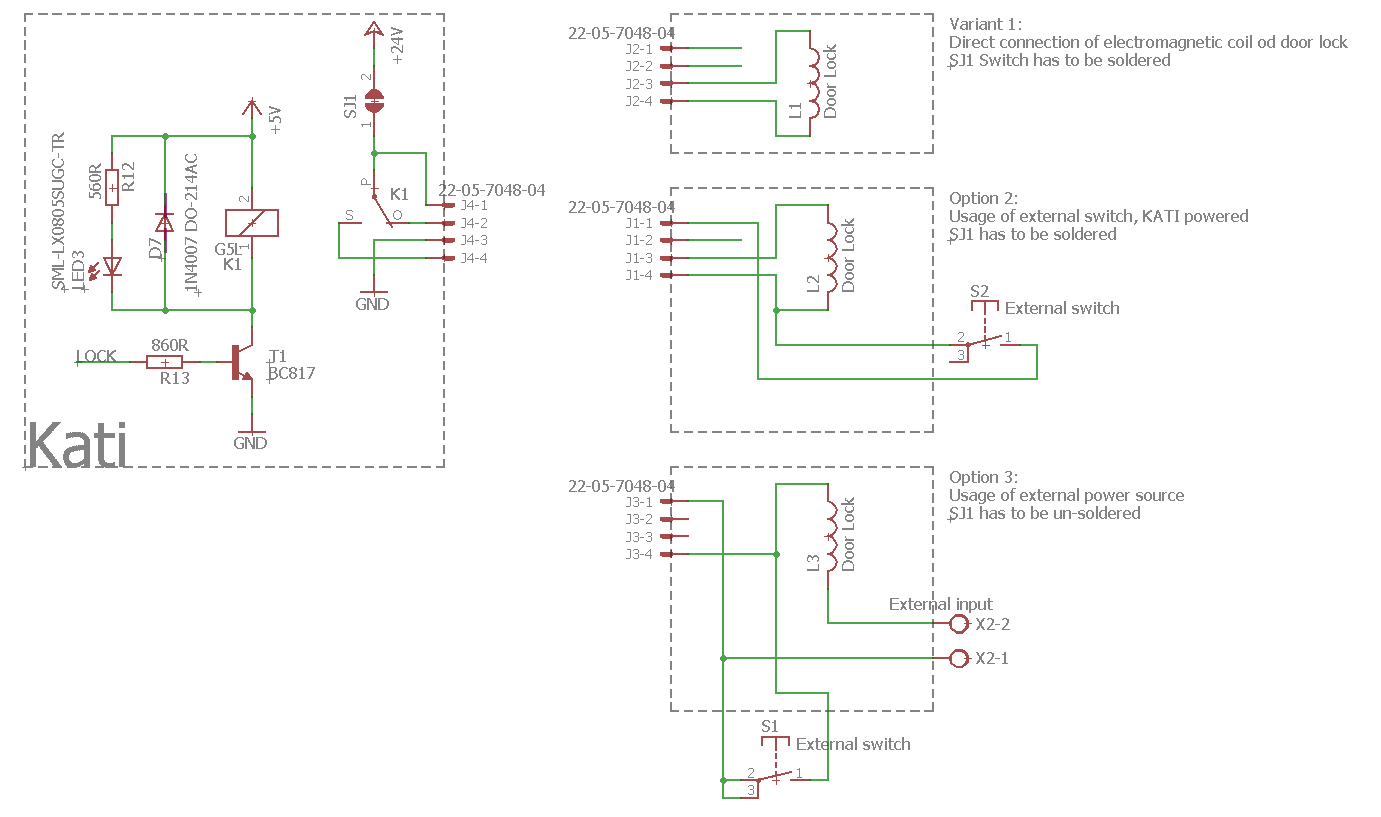 +24V
2
SJ1
1
+5V
SML-LX0805SUGC-TR
LED3
560R
R12
D7
1N4007 DO-214AC
2
G5L
1
K1
P
K1
S
O
22-05-7048-04
J4-1
J4-2
J4-3
J4-4
GND
LOCK
860R
R13
T1
BC817
GND
Kati
22-05-7048-04
J2-1
J2-2
J2-3
J2-4
L1
Door Lock
Variant 1:
Direct connection of electromagnetic coil od door lock
SJ1 Switch has to be soldered
22-05-7048-04
J1-1
J1-2
J1-3
J1-4
L2
Door Lock
Option 2:
Usage of external switch, KATI powered
SJ1 has to be soldered
S2
External switch
2
1
3
22-05-7048-04
J3-1
J3-2
J3-3
J3-4
L3
Door Lock
Option 3:
Usage of external power source
SJ1 has to be un-soldered
External input
X2-2
X2-1
S1
External switch
2
1
3